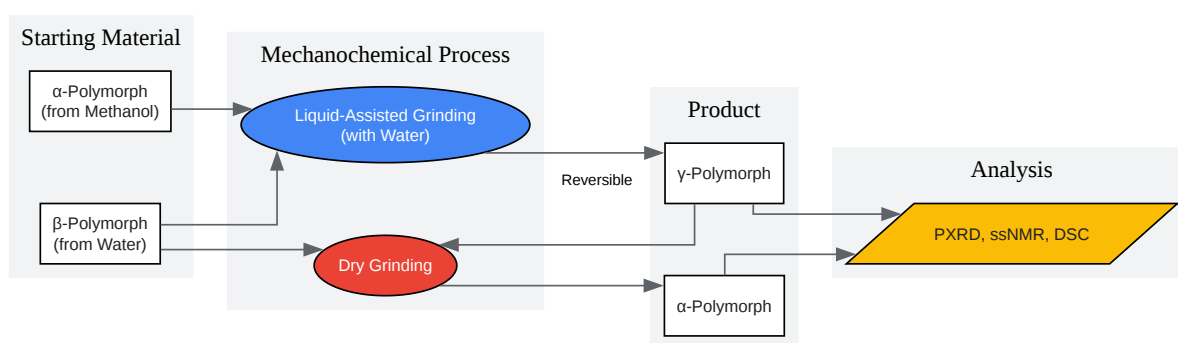 Starting Material
α-Polymorph
(from Methanol)
β-Polymorph
(from Water)
Mechanochemical Process
Liquid-Assisted Grinding
(with Water)
Dry Grinding
Reversible
Product
γ-Polymorph
α-Polymorph
Analysis
PXRD, ssNMR, DSC